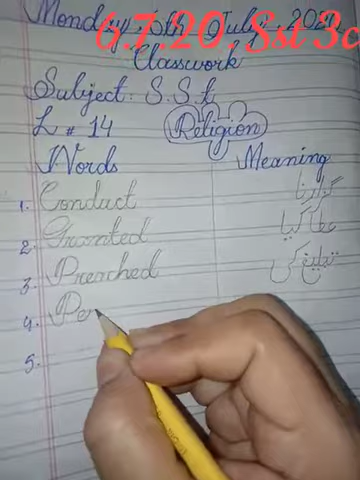 Monday, 6th July, 2020
6.7.20, Sst 3c
Classwork
Subject: S.St
L # 14 Religion
Words Meaning
1. Conduct گزارنا
2. Granted عطا کیا
3. Preached تبلیغ کی
4. Pe
5.